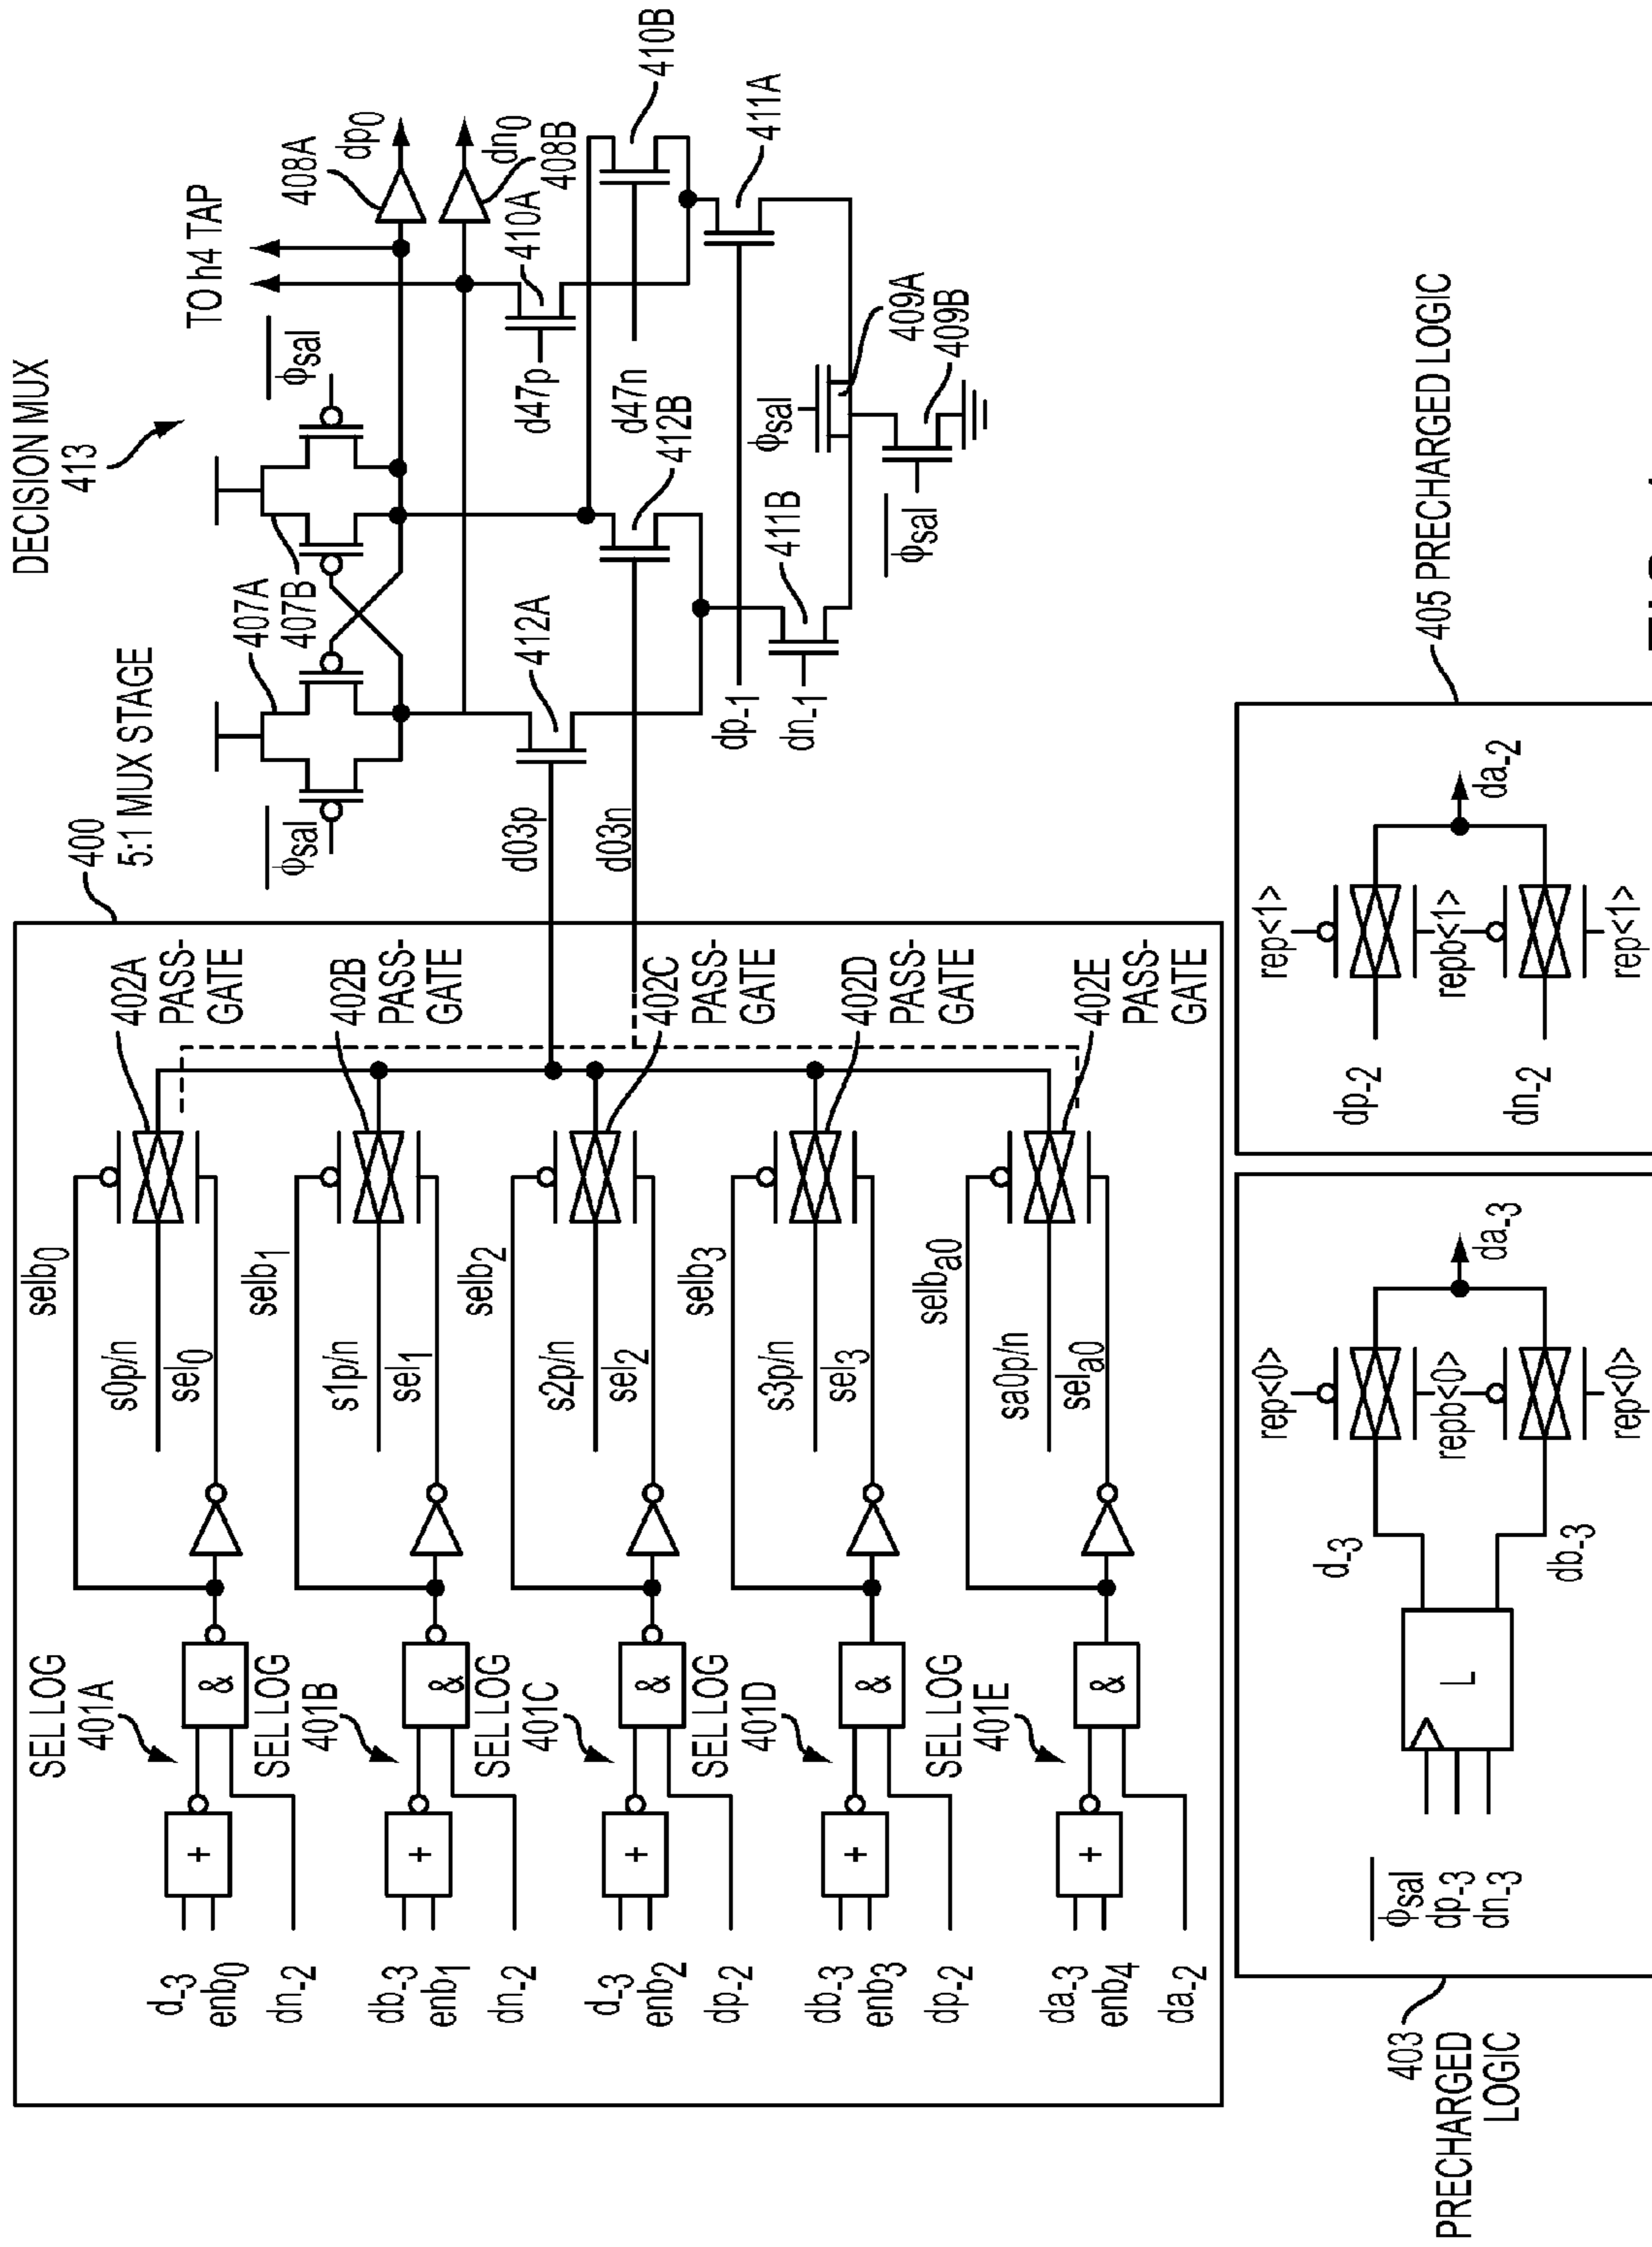 DECISION MUX
413
400
5:1 MUX STAGE
SEL LOG
401A
d-3
enb0
dn-2
+
&
selb0
s0p/n
sel0
402A
PASS-
GATE
SEL LOG
401B
db-3
enb1
dn-2
+
&
selb1
s1p/n
sel1
402B
PASS-
GATE
SEL LOG
401C
d-3
enb2
dp-2
+
&
selb2
s2p/n
sel2
402C
PASS-
GATE
SEL LOG
401D
db-3
enb3
dp-2
+
&
selb3
s3p/n
sel3
402D
PASS-
GATE
SEL LOG
401E
da-3
enb4
da-2
+
&
selba0
sa0p/n
sela0
402E
PASS-
GATE
ϕsal
407A
407B
ϕsal
TO h4 TAP
408A
dp0
dn0
408B
d03p
d03n
412A
412B
d47p
d47n
410A
410B
dp-1
dn-1
411B
411A
ϕsal
409A
409B
ϕsal
403
PRECHARGED
LOGIC
ϕsal
dp-3
dn-3
L
d-3
db-3
rep<0>
repb<0>
rep<0>
da-3
405 PRECHARGED LOGIC
dp-2
dn-2
rep<1>
repb<1>
rep<1>
da-2